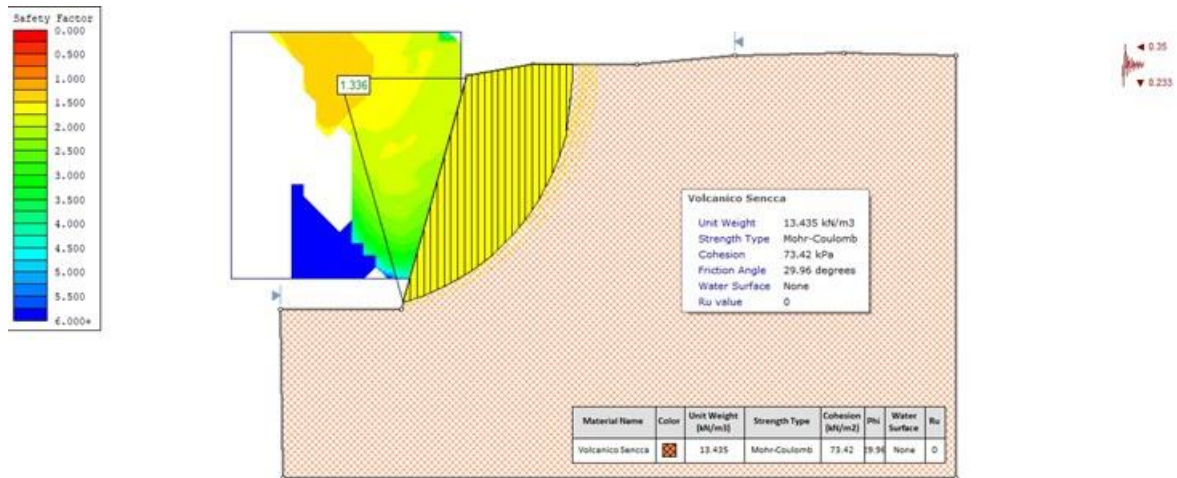 Safety Factor
0.000
0.500
1.000
1.500
2.000
2.500
3.000
3.500
4.000
4.500
5.000
5.500
6.000+
1.336
0.35
0.233
Volcanico Sencca
Unit Weight 13.435 kN/m3
Strength Type Mohr-Coulomb
Cohesion 73.42 kPa
Friction Angle 29.96 degrees
Water Surface None
Ru value 0
Material Name Color Unit Weight (kN/m3) Strength Type Cohesion (kN/m2) Phi Water Surface Ru
Volcanico Sencca 13.435 Mohr-Coulomb 73.42 29.96 None 0